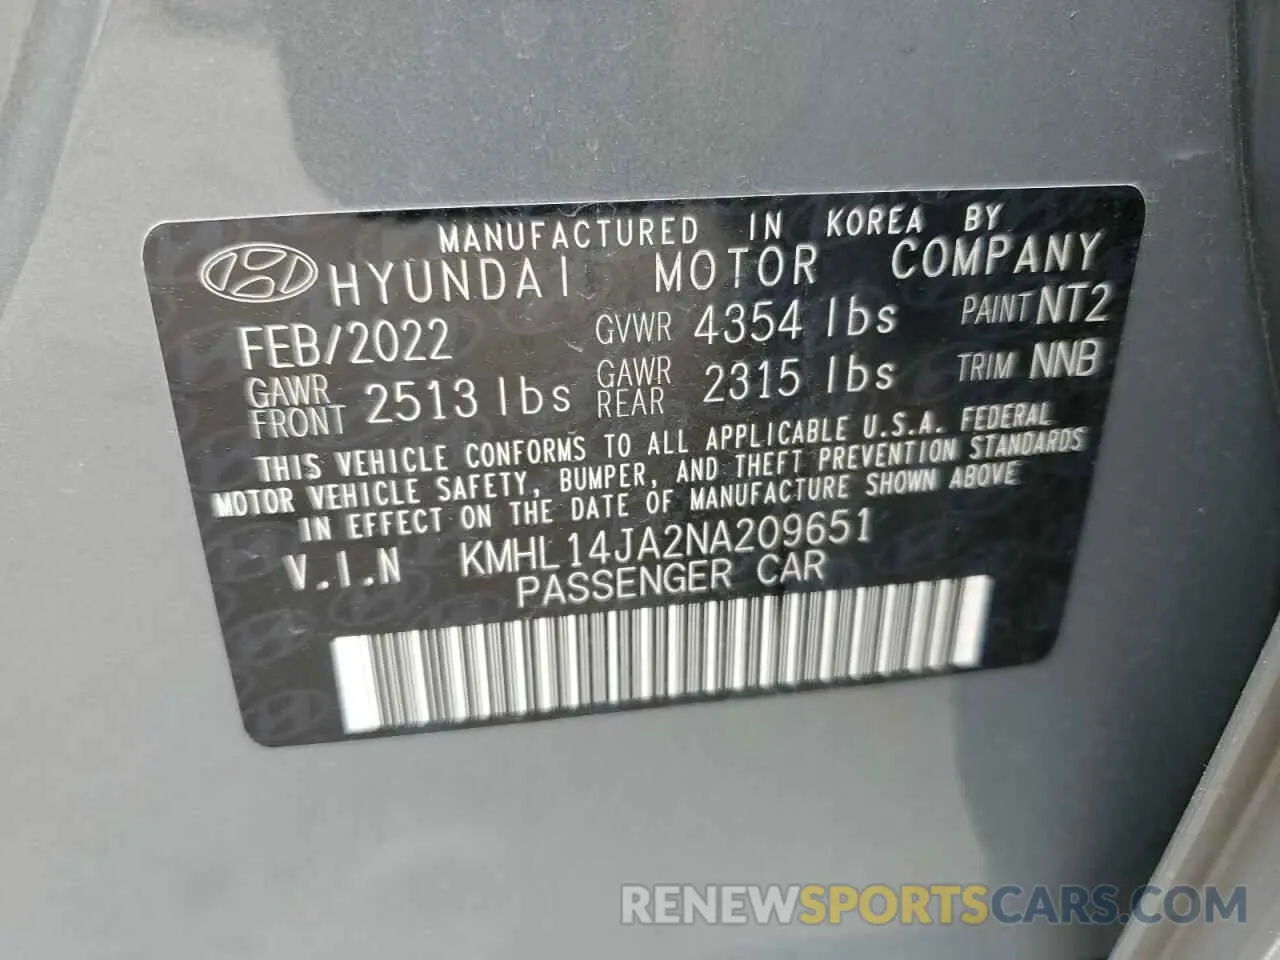 MANUFACTURED IN KOREA BY
HYUNDAI MOTOR COMPANY
FEB/2022 GVWR 4354 lbs PAINT NT2
GAWR FRONT 2513 lbs GAWR REAR 2315 lbs TRIM NNB
THIS VEHICLE CONFORMS TO ALL APPLICABLE U.S.A. FEDERAL
MOTOR VEHICLE SAFETY, BUMPER, AND THEFT PREVENTION STANDARDS
IN EFFECT ON THE DATE OF MANUFACTURE SHOWN ABOVE
V.I.N KMHL14JA2NA209651
PASSENGER CAR
RENEWSPORTSCARS.COM